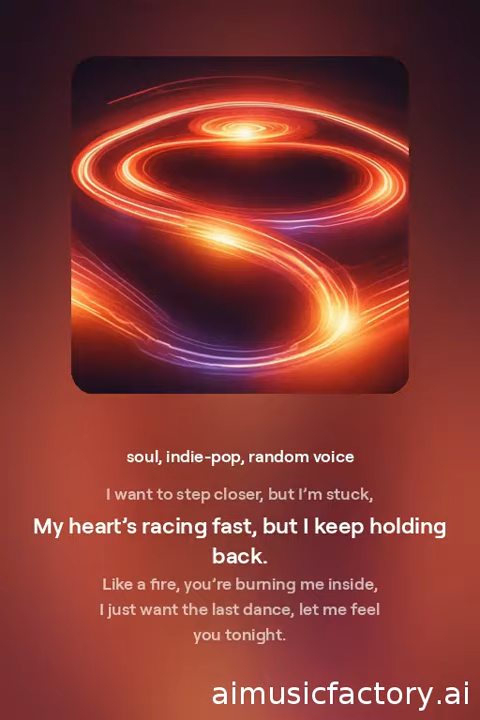 soul, indie-pop, random voice
I want to step closer, but I’m stuck,
My heart’s racing fast, but I keep holding
back.
Like a fire, you’re burning me inside,
I just want the last dance, let me feel
you tonight.
aimusicfactory.ai